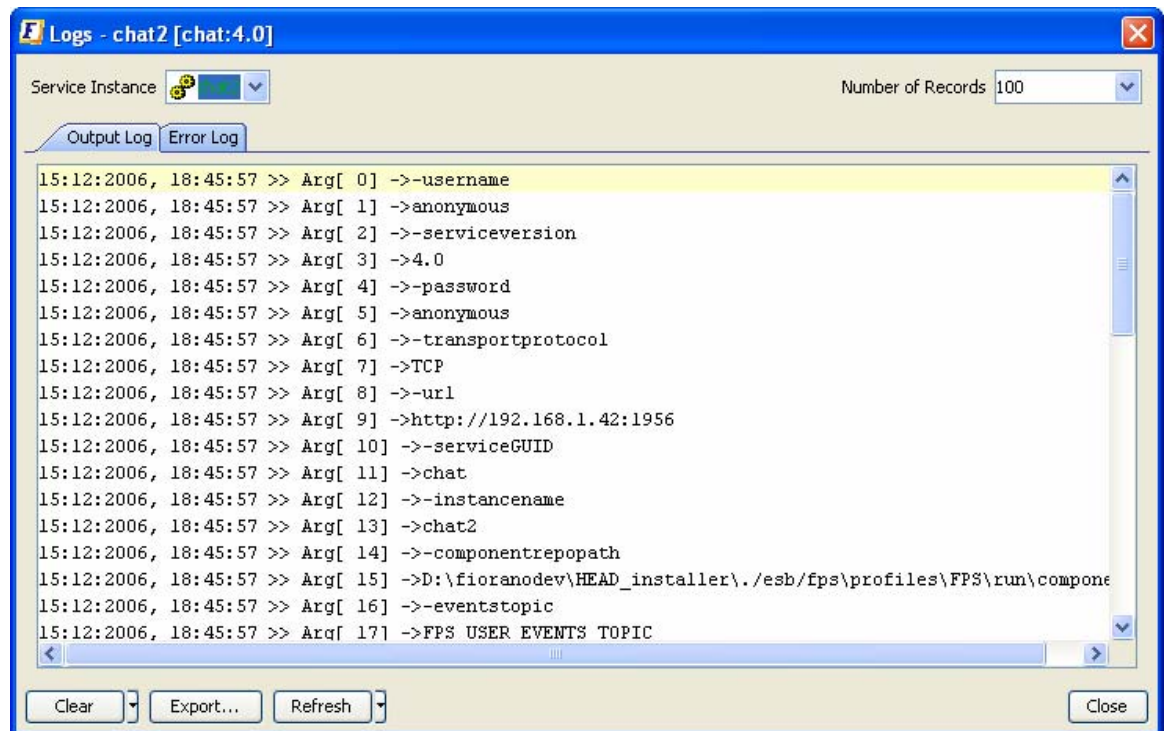 Logs - chat2 [chat:4.0]
Service Instance
Number of Records 100
Output Log Error Log
15:12:2006, 18:45:57 >> Arg[ 0] ->-username
15:12:2006, 18:45:57 >> Arg[ 1] ->anonymous
15:12:2006, 18:45:57 >> Arg[ 2] ->-serviceversion
15:12:2006, 18:45:57 >> Arg[ 3] ->4.0
15:12:2006, 18:45:57 >> Arg[ 4] ->-password
15:12:2006, 18:45:57 >> Arg[ 5] ->anonymous
15:12:2006, 18:45:57 >> Arg[ 6] ->-transportprotocol
15:12:2006, 18:45:57 >> Arg[ 7] ->TCP
15:12:2006, 18:45:57 >> Arg[ 8] ->-url
15:12:2006, 18:45:57 >> Arg[ 9] ->http://192.168.1.42:1956
15:12:2006, 18:45:57 >> Arg[ 10] ->-serviceGUID
15:12:2006, 18:45:57 >> Arg[ 11] ->chat
15:12:2006, 18:45:57 >> Arg[ 12] ->-instancename
15:12:2006, 18:45:57 >> Arg[ 13] ->chat2
15:12:2006, 18:45:57 >> Arg[ 14] ->-componentrepopath
15:12:2006, 18:45:57 >> Arg[ 15] ->D:\fioranodev\HEAD_installer\./esb/fps\profiles\FPS\run\compone
15:12:2006, 18:45:57 >> Arg[ 16] ->-eventstopic
15:12:2006, 18:45:57 >> Arg[ 17] ->FPS_USER_EVENTS_TOPIC
Clear Export... Refresh Close